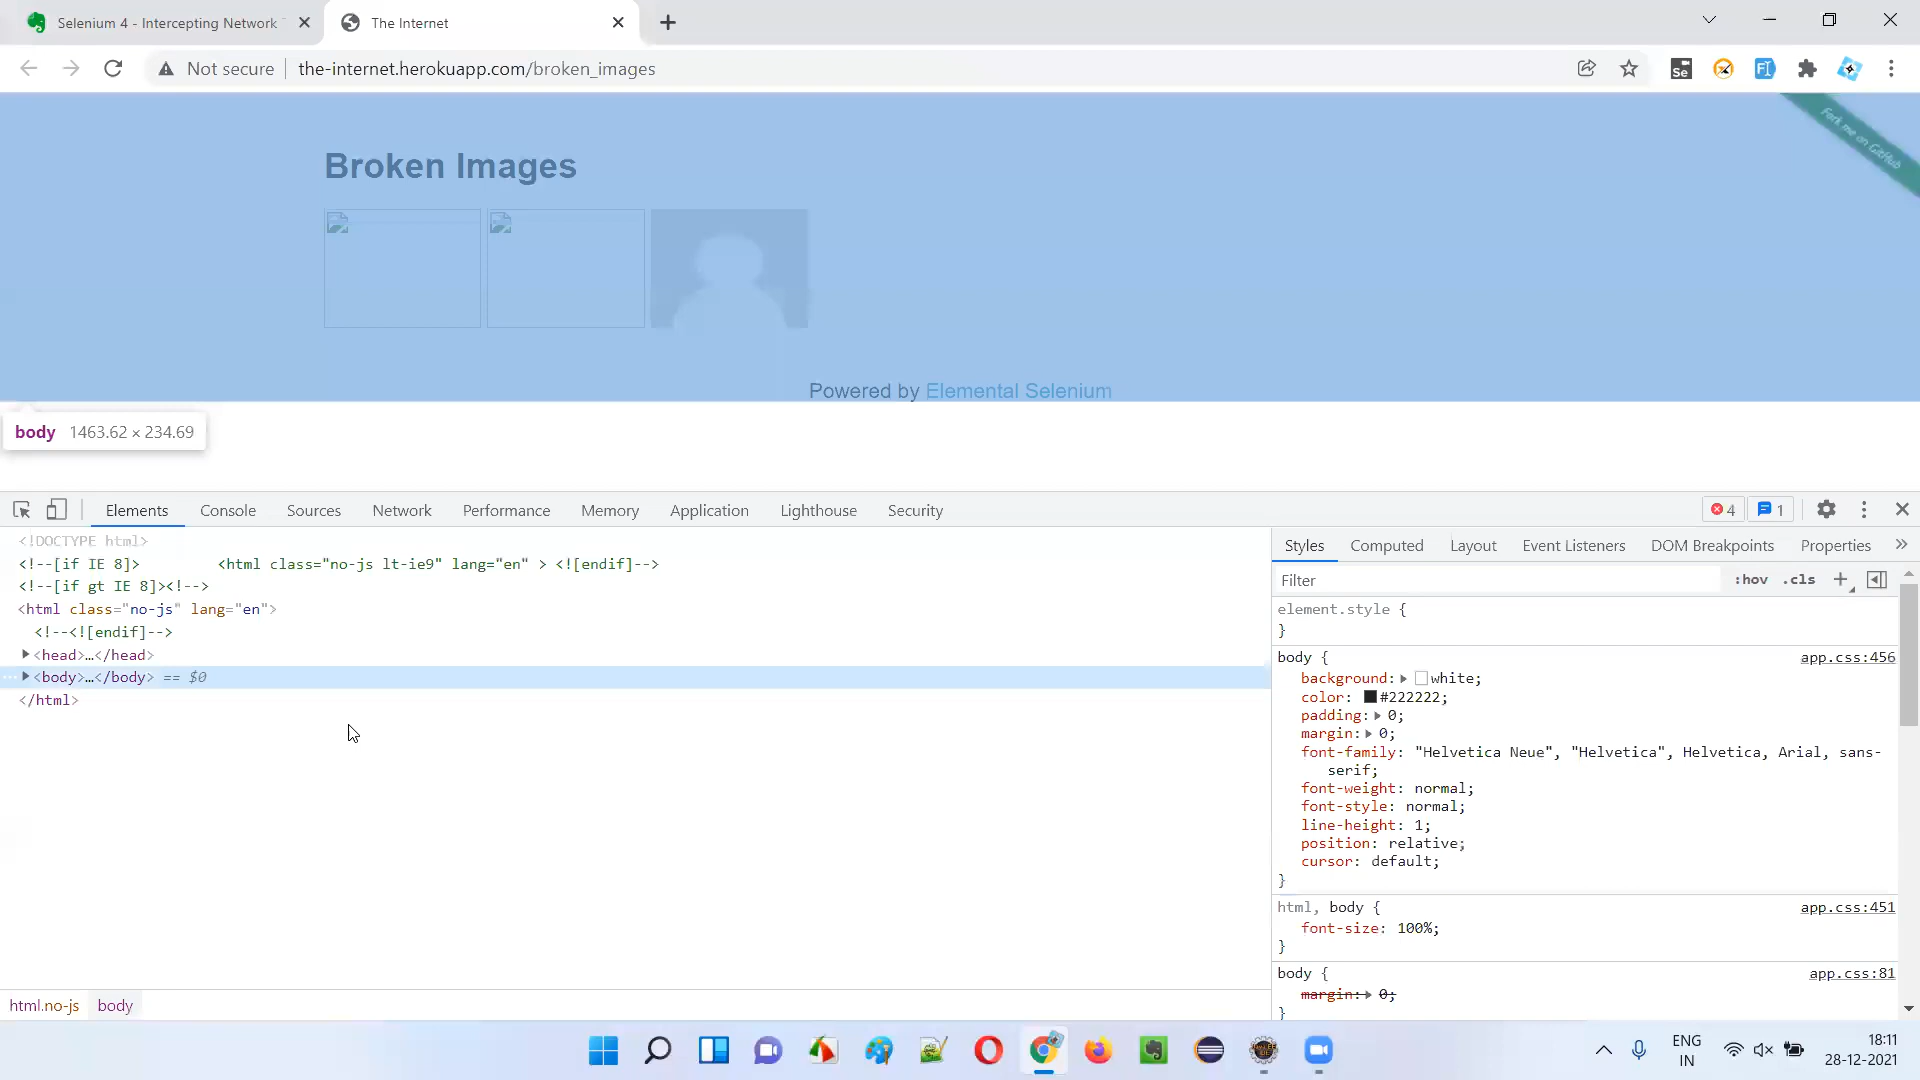 Selenium 4 - Intercepting Network
The Internet
Not secure
the-internet.herokuapp.com/broken_images
Fork me on GitHub
Broken Images
Powered by Elemental Selenium
body 1463.62 × 234.69
Elements Console Sources Network Performance Memory Application Lighthouse Security
4 1
<!DOCTYPE html>
<!--[if IE 8]> <html class="no-js lt-ie9" lang="en" > <![endif]-->
<!--[if gt IE 8]><!-->
<html class="no-js" lang="en">
<!--<![endif]-->
<head>…</head>
<body>…</body> == $0
</html>
html.no-js body
Styles Computed Layout Event Listeners DOM Breakpoints Properties
Filter :hov .cls
element.style {
}
body { app.css:456
background: white;
color: #222222;
padding: 0;
margin: 0;
font-family: "Helvetica Neue", "Helvetica", Helvetica, Arial, sans-
serif;
font-weight: normal;
font-style: normal;
line-height: 1;
position: relative;
cursor: default;
}
html, body { app.css:451
font-size: 100%;
}
body { app.css:81
margin: 0;
}
Se
ENG
IN
18:11
28-12-2021